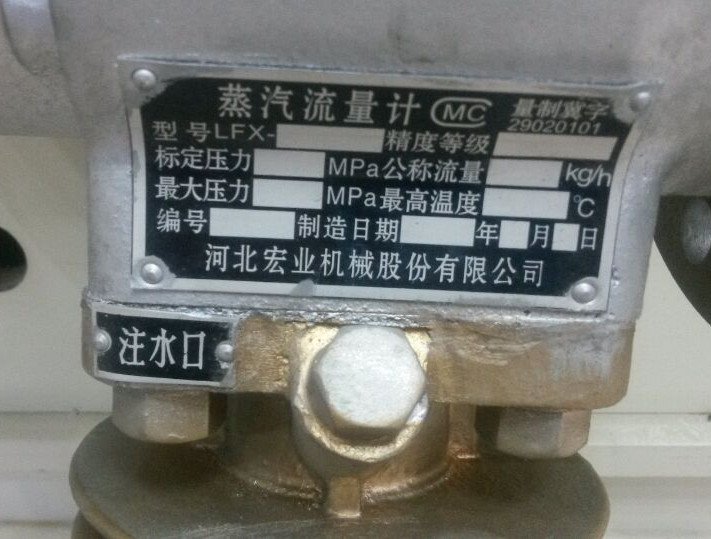 蒸汽流量计 MC 量制冀字
29020101
型号LFX- 精度等级
标定压力 MPa公称流量 kg/h
最大压力 MPa最高温度 ℃
编号 制造日期 年 月 日
河北宏业机械股份有限公司
注水口